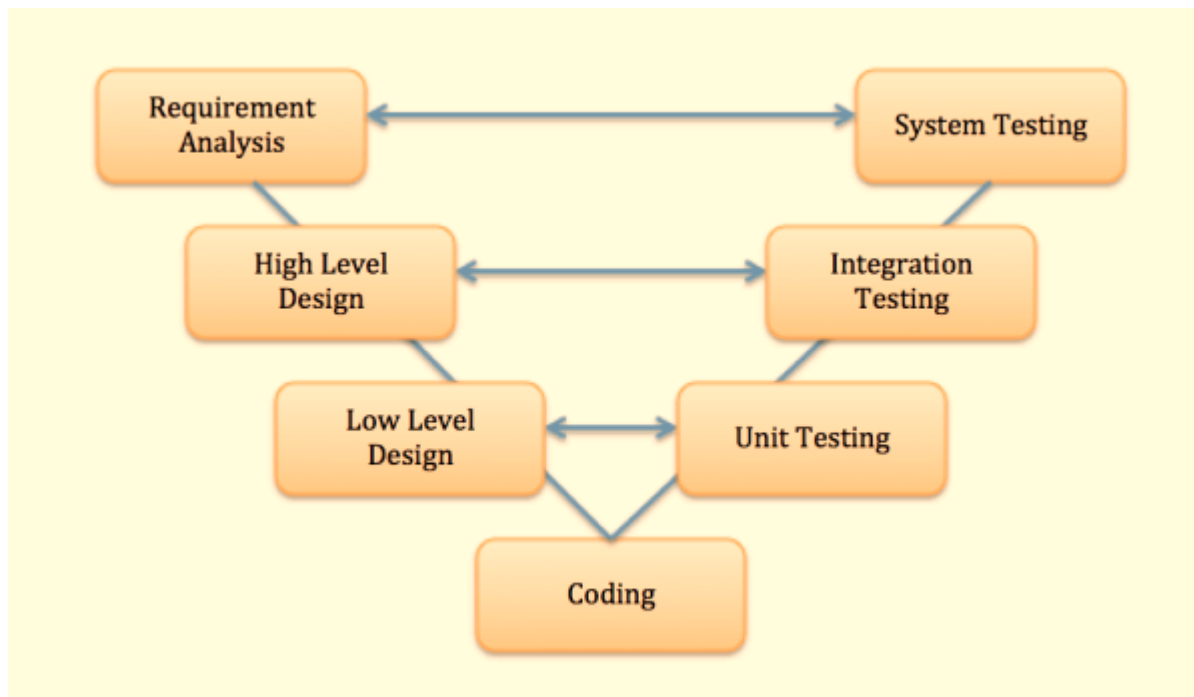 Requirement
Analysis
System Testing
High Level
Design
Integration
Testing
Low Level
Design
Unit Testing
Coding